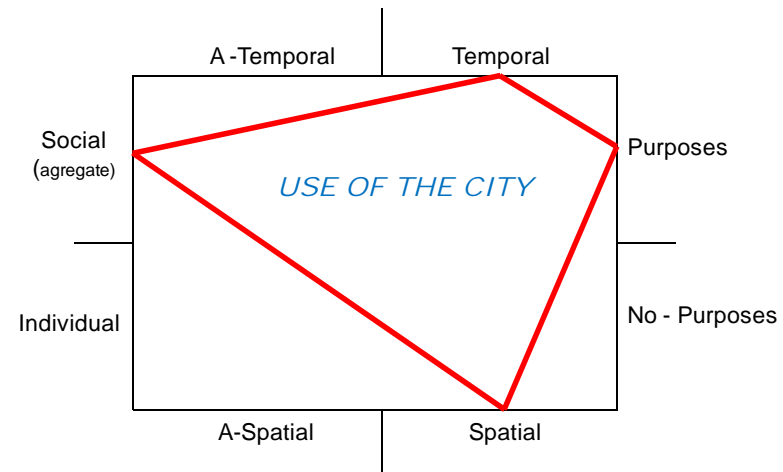 A -Temporal
Temporal
Social
(agregate)
Purposes
USE OF THE CITY
Individual
No - Purposes
A-Spatial
Spatial